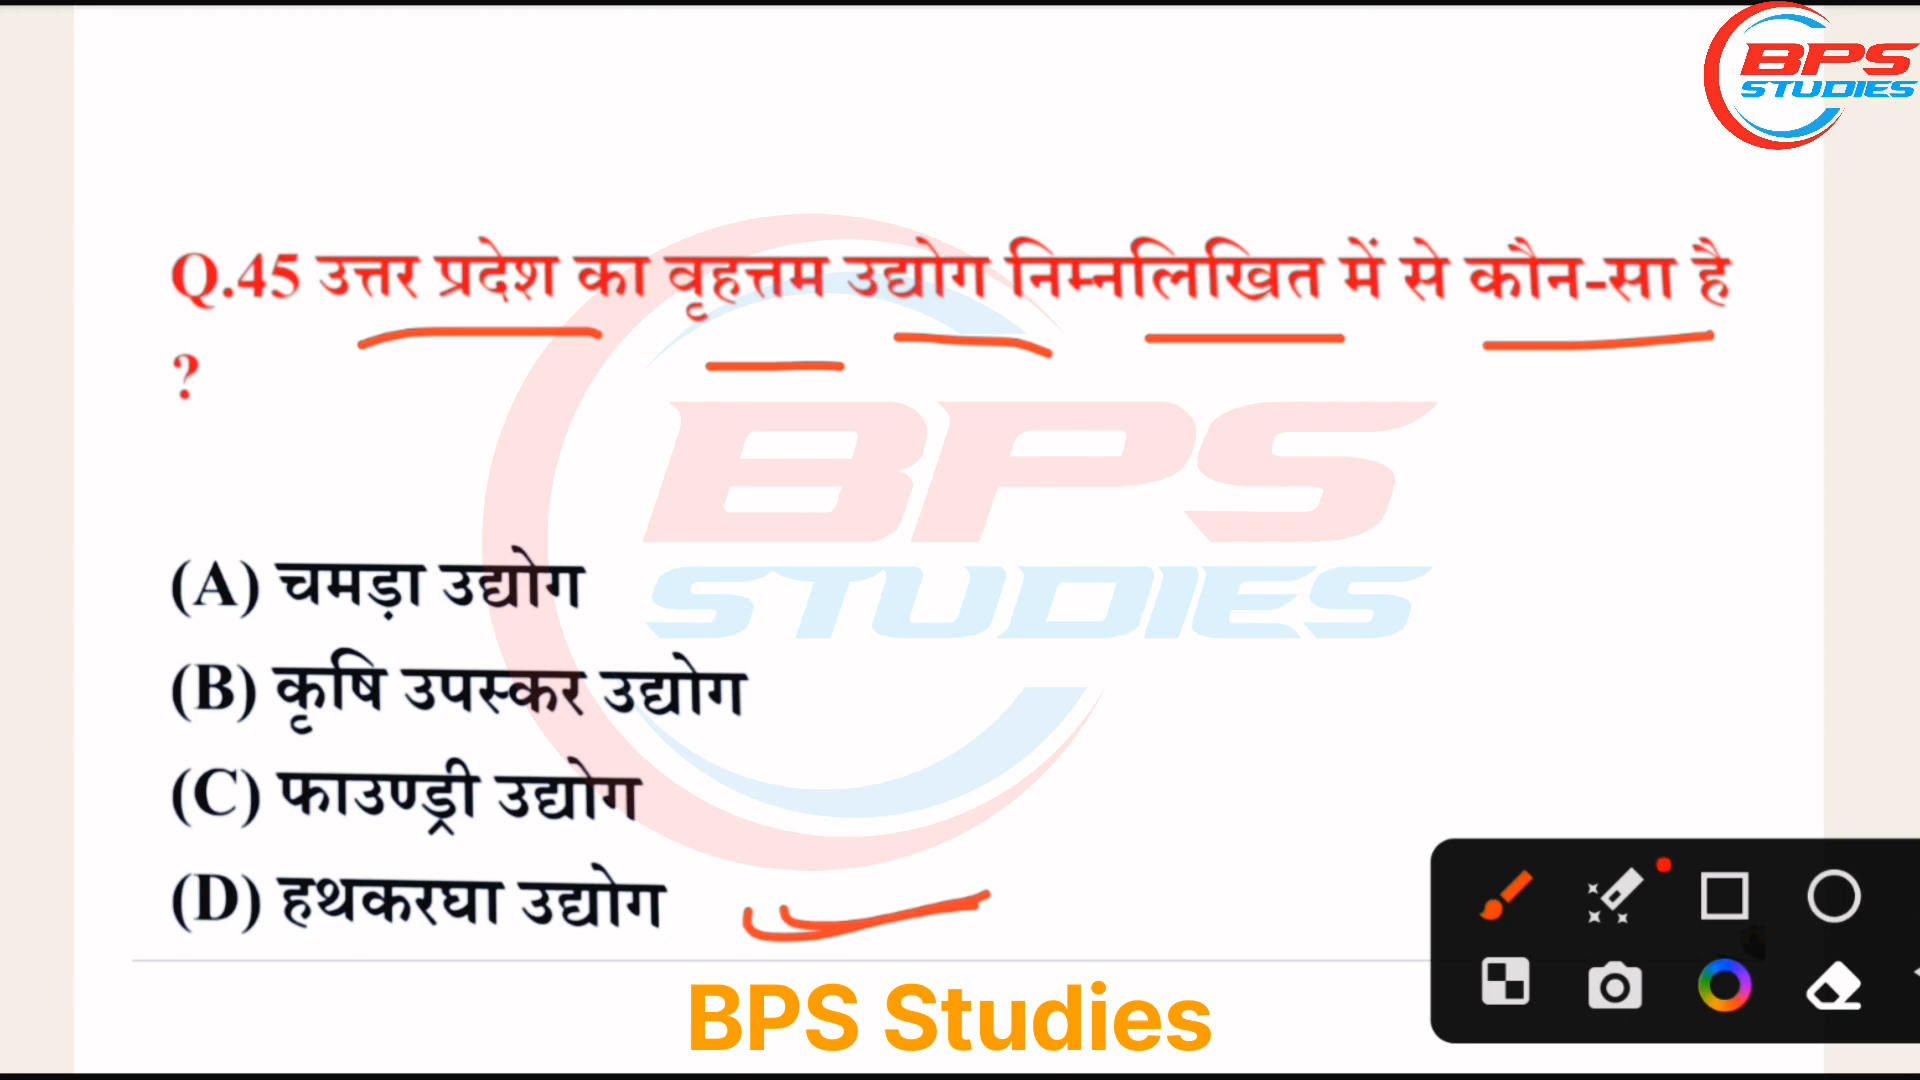 BPS
STUDIES
Q.45 उत्तर प्रदेश का वृहत्तम उद्योग निम्नलिखित में से कौन-सा है
?
BPS
STUDIES
(A) चमड़ा उद्योग
(B) कृषि उपस्कर उद्योग
(C) फाउण्ड्री उद्योग
(D) हथकरघा उद्योग
BPS Studies